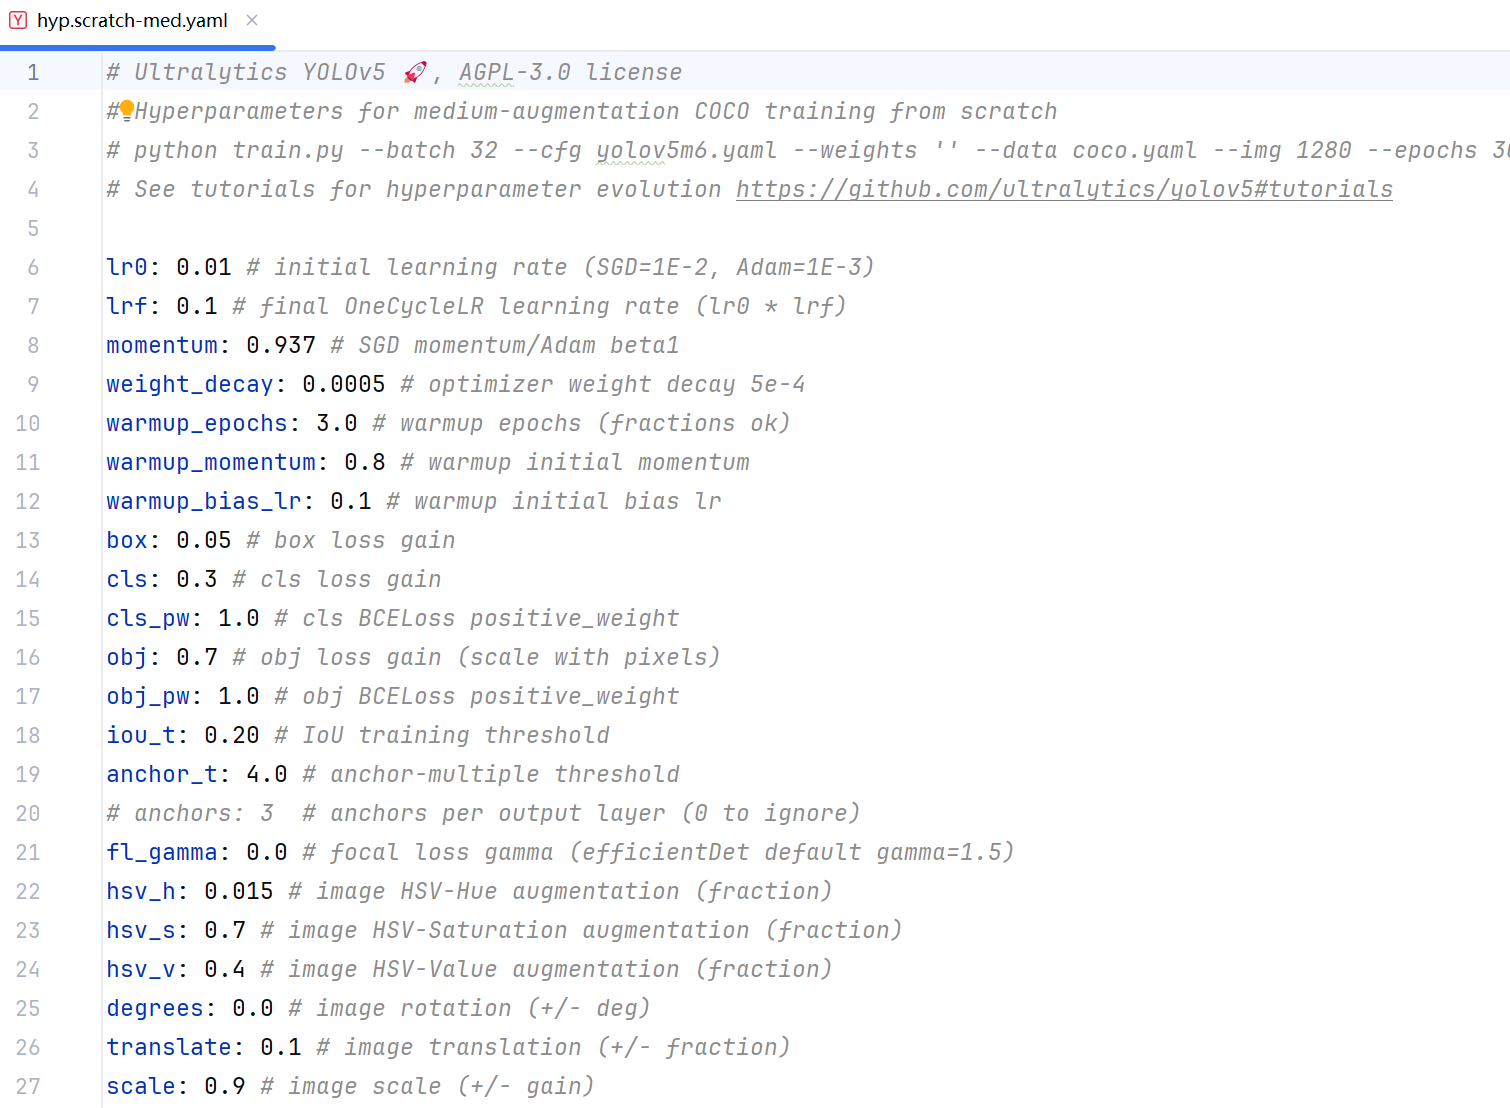 hyp.scratch-med.yaml
1 # Ultralytics YOLOv5 🚀, AGPL-3.0 license
2 # Hyperparameters for medium-augmentation COCO training from scratch
3 # python train.py --batch 32 --cfg yolov5m6.yaml --weights '' --data coco.yaml --img 1280 --epochs
4 # See tutorials for hyperparameter evolution https://github.com/ultralytics/yolov5#tutorials
5
6 lr0: 0.01 # initial learning rate (SGD=1E-2, Adam=1E-3)
7 lrf: 0.1 # final OneCycleLR learning rate (lr0 * lrf)
8 momentum: 0.937 # SGD momentum/Adam beta1
9 weight_decay: 0.0005 # optimizer weight decay 5e-4
10 warmup_epochs: 3.0 # warmup epochs (fractions ok)
11 warmup_momentum: 0.8 # warmup initial momentum
12 warmup_bias_lr: 0.1 # warmup initial bias lr
13 box: 0.05 # box loss gain
14 cls: 0.3 # cls loss gain
15 cls_pw: 1.0 # cls BCELoss positive_weight
16 obj: 0.7 # obj loss gain (scale with pixels)
17 obj_pw: 1.0 # obj BCELoss positive_weight
18 iou_t: 0.20 # IoU training threshold
19 anchor_t: 4.0 # anchor-multiple threshold
20 # anchors: 3  # anchors per output layer (0 to ignore)
21 fl_gamma: 0.0 # focal loss gamma (efficientDet default gamma=1.5)
22 hsv_h: 0.015 # image HSV-Hue augmentation (fraction)
23 hsv_s: 0.7 # image HSV-Saturation augmentation (fraction)
24 hsv_v: 0.4 # image HSV-Value augmentation (fraction)
25 degrees: 0.0 # image rotation (+/- deg)
26 translate: 0.1 # image translation (+/- fraction)
27 scale: 0.9 # image scale (+/- gain)